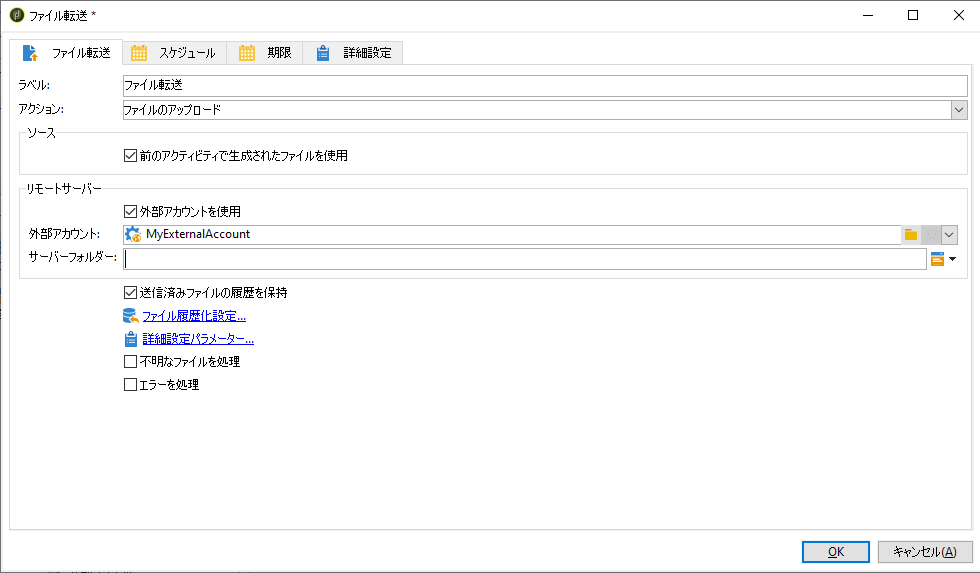 ファイル転送 *
ファイル転送 スケジュール 期限 詳細設定
ラベル: ファイル転送
アクション: ファイルのアップロード
ソース
前のアクティビティで生成されたファイルを使用
リモートサーバー
外部アカウントを使用
外部アカウント: MyExternalAccount
サーバーフォルダー:
送信済みファイルの履歴を保持
ファイル履歴化設定...
詳細設定パラメーター...
不明なファイルを処理
エラーを処理
OK キャンセル(A)